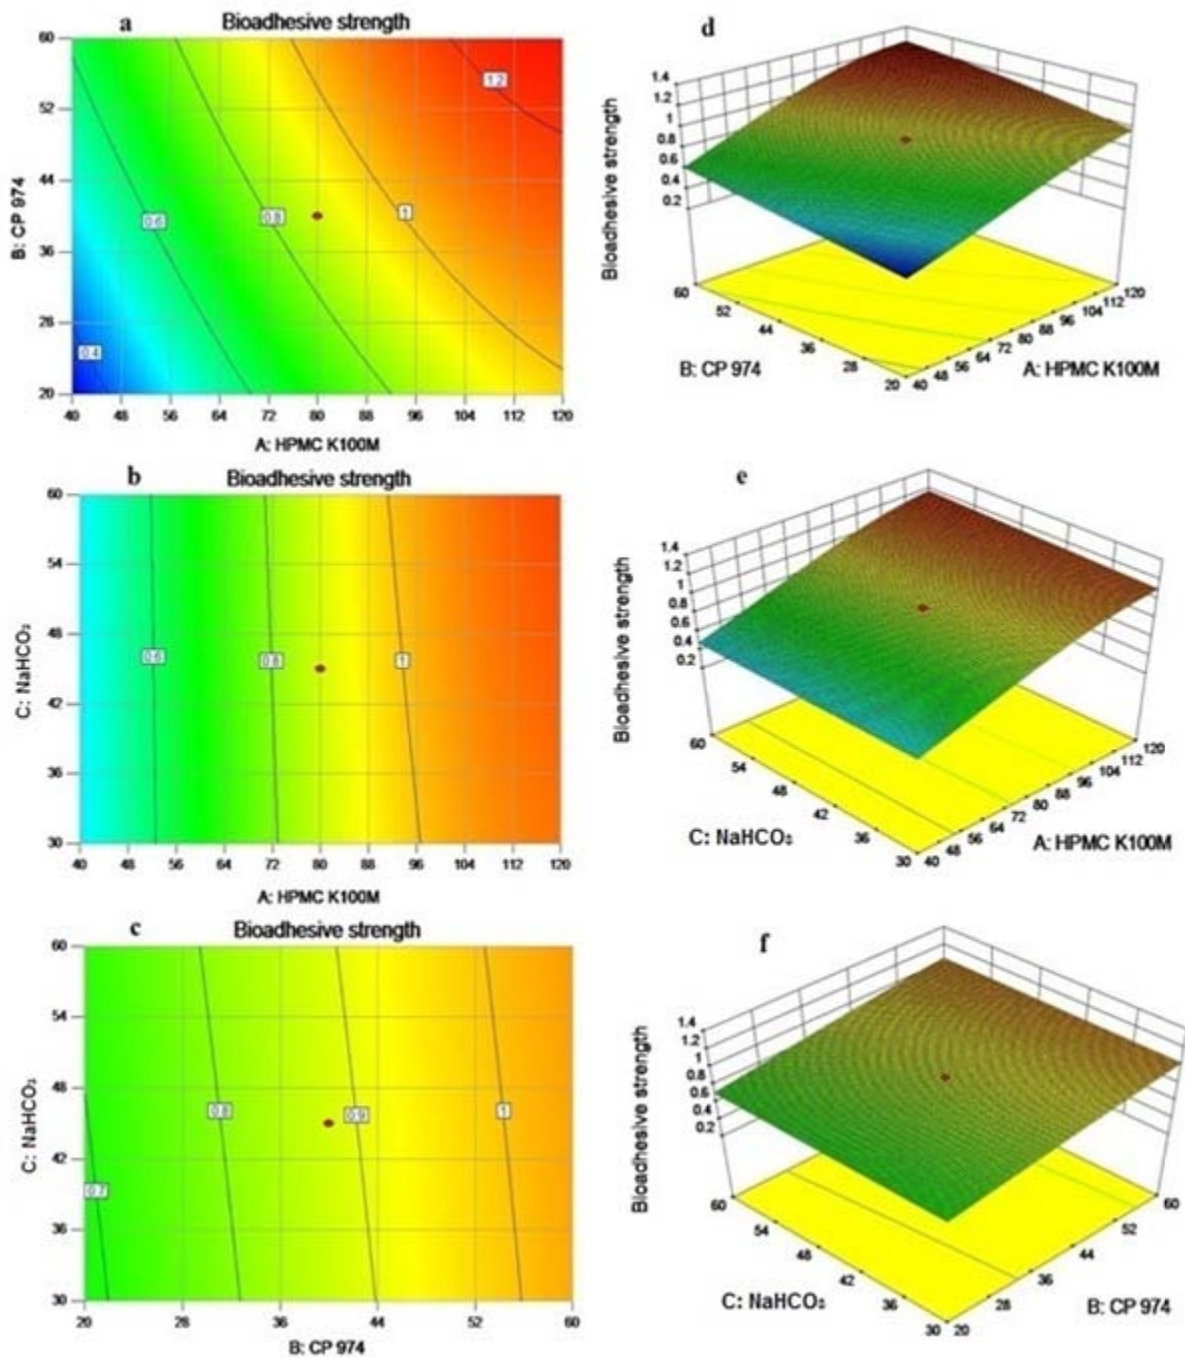 a Bioadhesive strength
60
52
44
36
28
20
B: CP 974
1.2
0.6
0.8
1
0.4
40 48 56 64 72 80 88 96 104 112 120
A: HPMC K100M
d
1.4
1.2
1
0.8
0.6
0.4
0.2
Bioadhesive strength
60 52 44 36 28 20
40 48 56 64 72 80 88 96 104 112 120
B: CP 974
A: HPMC K100M
b Bioadhesive strength
60
54
48
42
36
30
C: NaHCO₃
0.6
0.8
1
40 48 56 64 72 80 88 96 104 112 120
A: HPMC K100M
e
1.4
1.2
1
0.8
0.6
0.4
0.2
Bioadhesive strength
60 54 48 42 36 30
40 48 56 64 72 80 88 96 104 112 120
C: NaHCO₃
A: HPMC K100M
c Bioadhesive strength
60
54
48
42
36
30
C: NaHCO₃
0.7
0.8
0.9
1
20 28 36 44 52 60
B: CP 974
f
1.4
1.2
1
0.8
0.6
0.4
0.2
Bioadhesive strength
60 54 48 42 36 30
20 28 36 44 52 60
C: NaHCO₃
B: CP 974